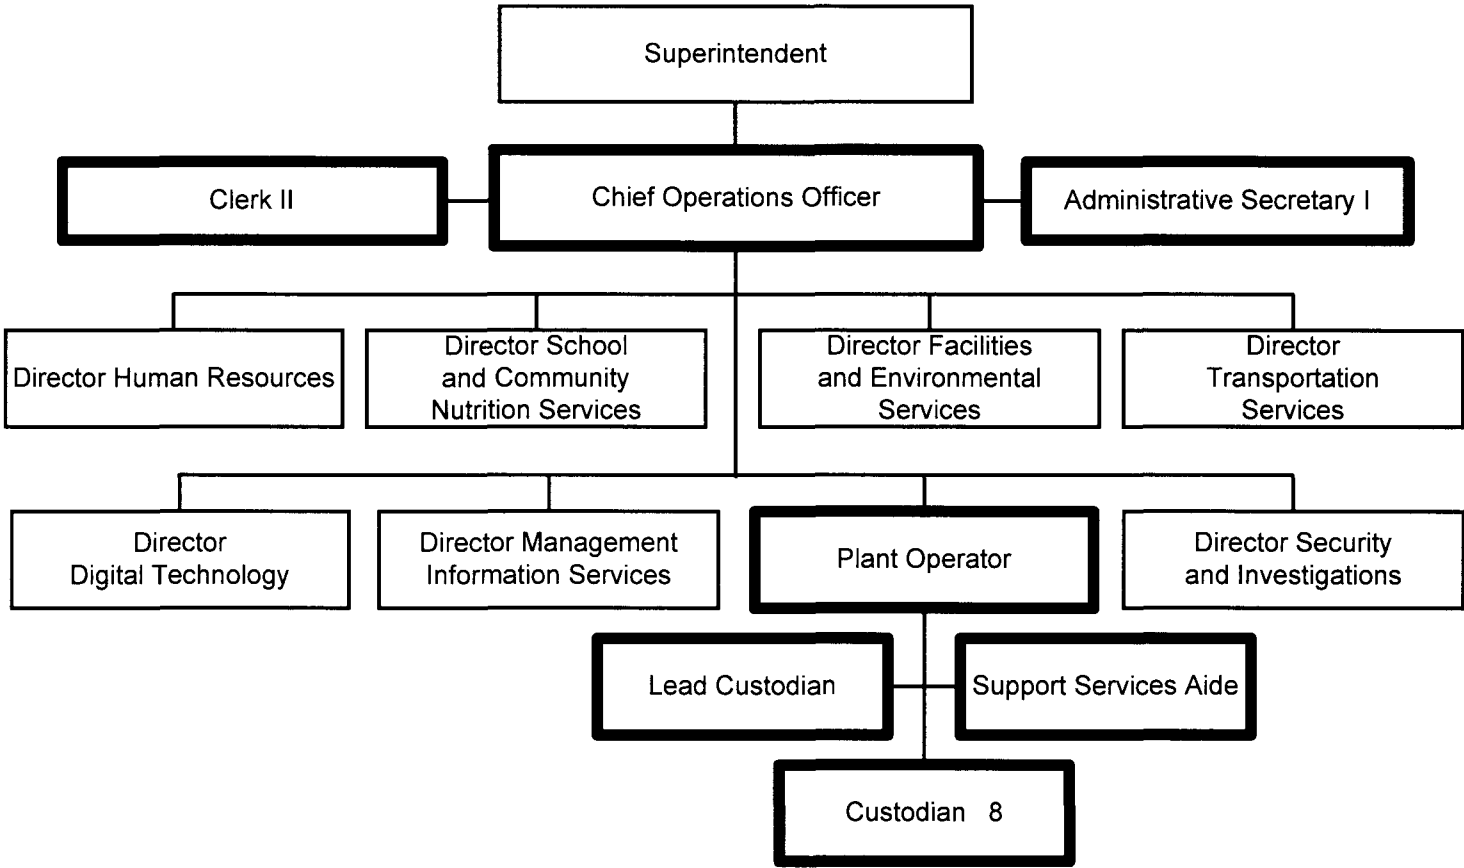 Superintendent
Clerk II
Chief Operations Officer
Administrative Secretary I
Director Human Resources
Director School
and Community
Nutrition Services
Director Facilities
and Environmental
Services
Director
Transportation
Services
Director
Digital Technology
Director Management
Information Services
Plant Operator
Director Security
and Investigations
Lead Custodian
Support Services Aide
Custodian 8